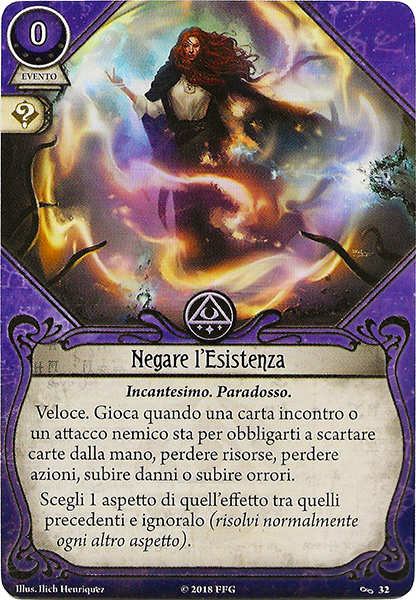 0
EVENTO
?
Negare l'Esistenza
Incantesimo. Paradosso.
Veloce. Gioca quando una carta incontro o
un attacco nemico sta per obbligarti a scartare
carte dalla mano, perdere risorse, perdere
azioni, subire danni o subire orrori.
Scegli 1 aspetto di quell'effetto tra quelli
precedenti e ignoralo (risolvi normalmente
ogni altro aspetto).
Illus. Ilich Henriquez
© 2018 FFG
32